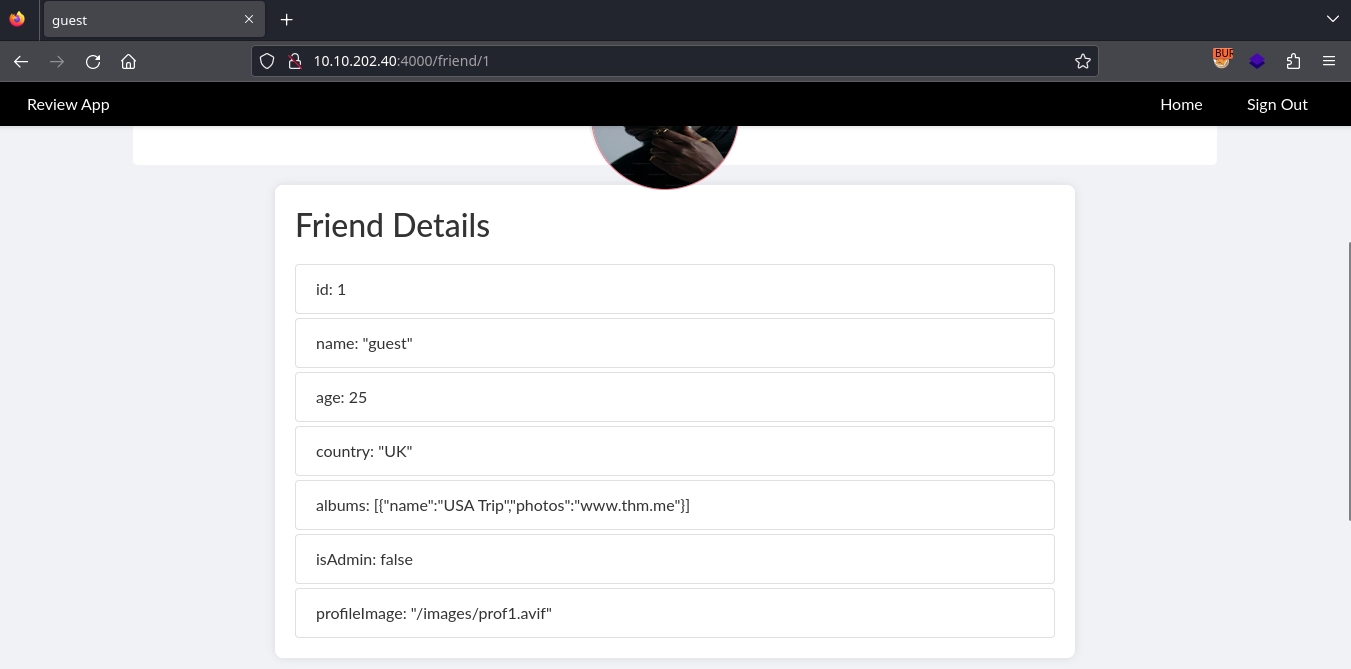 guest
10.10.202.40:4000/friend/1
BUR
Review App
Home
Sign Out
Friend Details
id: 1
name: "guest"
age: 25
country: "UK"
albums: [{"name":"USA Trip","photos":"www.thm.me"}]
isAdmin: false
profileImage: "/images/prof1.avif"